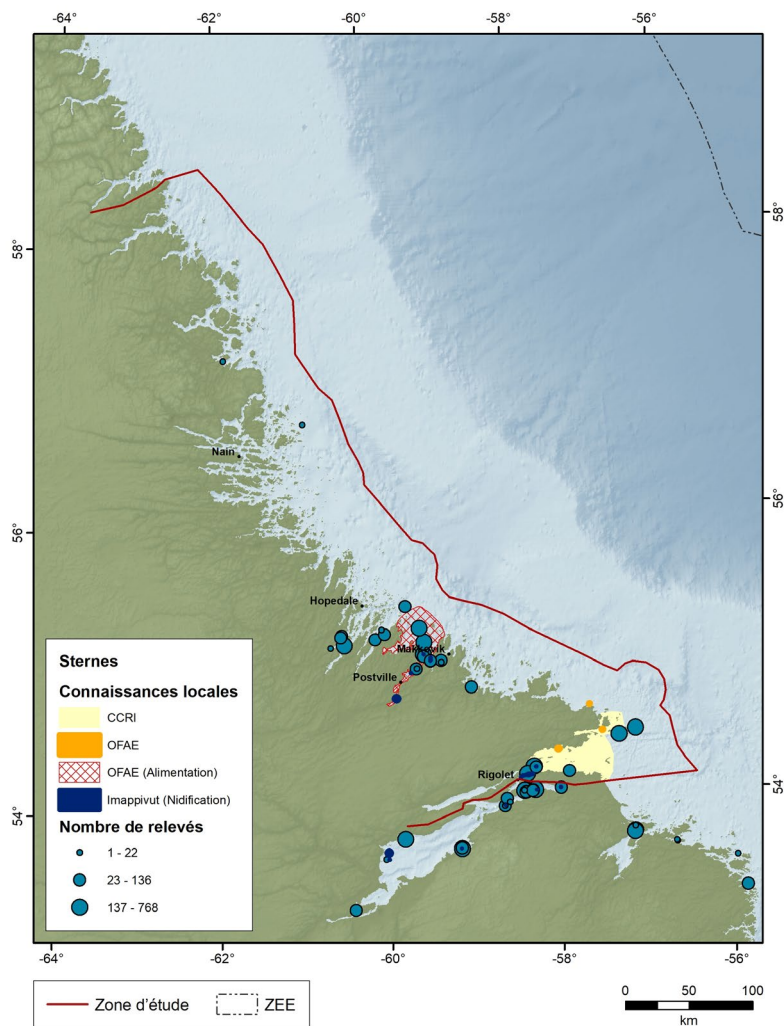 -64° -62° -60° -58° -56°
58°
58°
56°
56°
54°
54°
Nain
Hopedale
Makkovik
Postville
Rigolet
Sternes
Connaissances locales
CCRI
OFAE
OFAE (Alimentation)
Imappivut (Nidification)
Nombre de relevés
1 - 22
23 - 136
137 - 768
-64° -62° -60° -58° -56°
Zone d'étude
ZEE
0 50 100
km